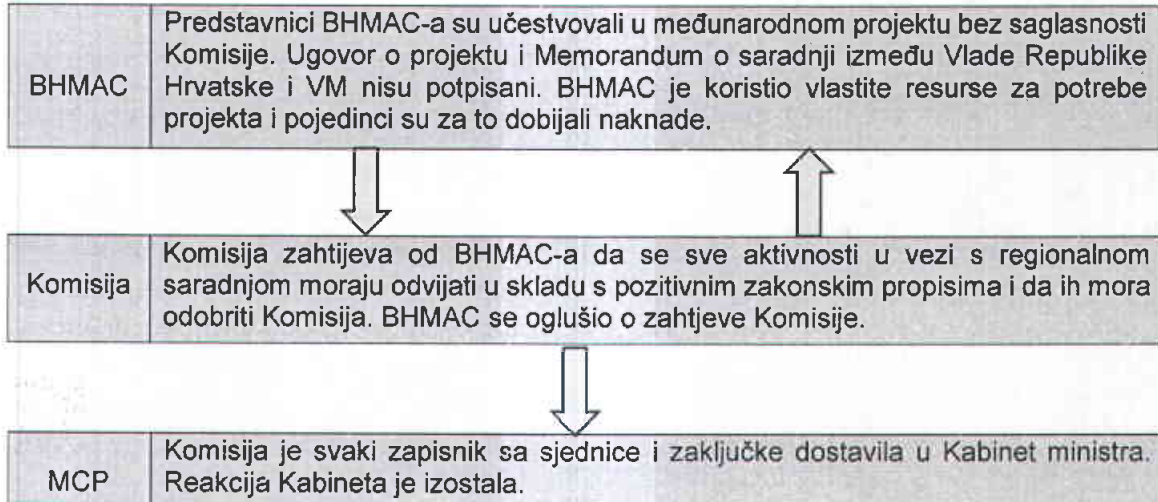 BHMAC
Predstavnici BHMAC-a su učestvovali u međunarodnom projektu bez saglasnosti
Komisije. Ugovor o projektu i Memorandum o saradnji između Vlade Republike
Hrvatske i VM nisu potpisani. BHMAC je koristio vlastite resurse za potrebe
projekta i pojedinci su za to dobijali naknade.
Komisija
Komisija zahtijeva od BHMAC-a da se sve aktivnosti u vezi s regionalnom
saradnjom moraju odvijati u skladu s pozitivnim zakonskim propisima i da ih mora
odobriti Komisija. BHMAC se oglušio o zahtjeve Komisije.
MCP
Komisija je svaki zapisnik sa sjednice i zaključke dostavila u Kabinet ministra.
Reakcija Kabineta je izostala.